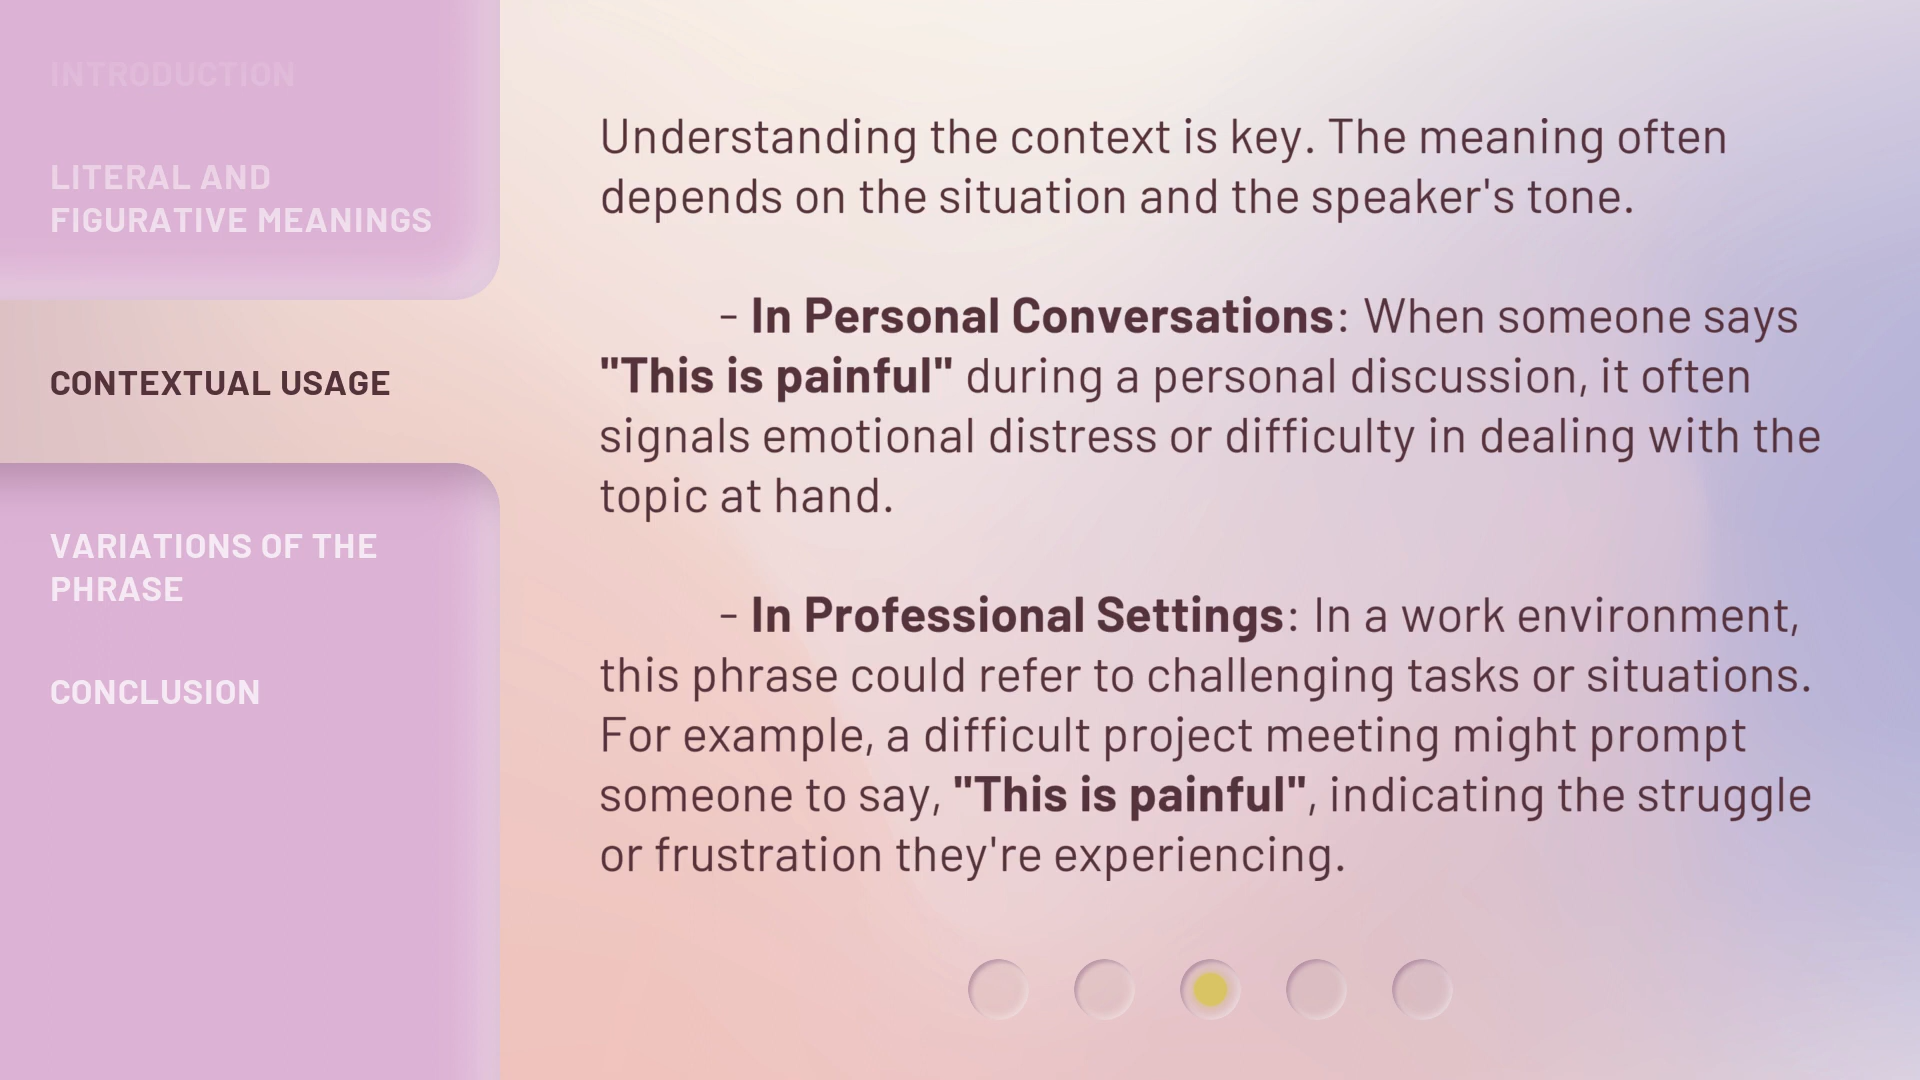 INTRODUCTION
LITERAL AND
FIGURATIVE MEANINGS
CONTEXTUAL USAGE
VARIATIONS OF THE
PHRASE
CONCLUSION
Understanding the context is key. The meaning often
depends on the situation and the speaker's tone.
- In Personal Conversations: When someone says
"This is painful" during a personal discussion, it often
signals emotional distress or difficulty in dealing with the
topic at hand.
- In Professional Settings: In a work environment,
this phrase could refer to challenging tasks or situations.
For example, a difficult project meeting might prompt
someone to say, "This is painful", indicating the struggle
or frustration they're experiencing.